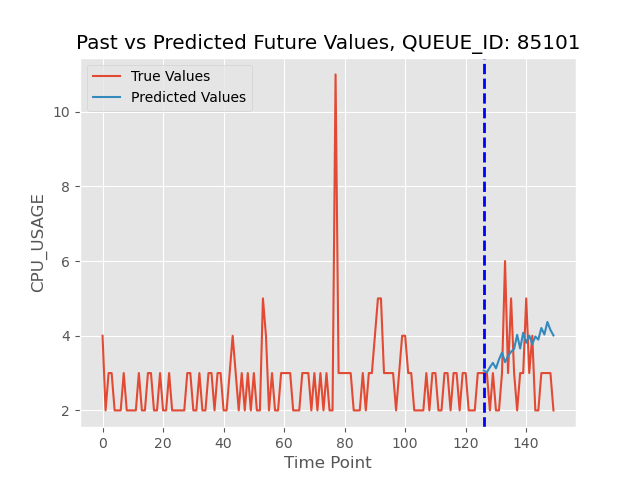 Past vs Predicted Future Values, QUEUE_ID: 85101
True Values
Predicted Values
10
8
6
4
2
CPU_USAGE
0 20 40 60 80 100 120 140
Time Point